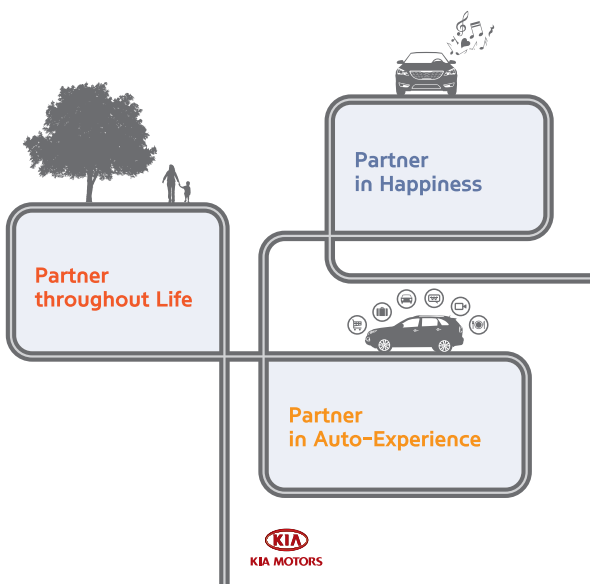 Partner
in Happiness
Partner
throughout Life
Partner
in Auto-Experience
KIA
KIA MOTORS